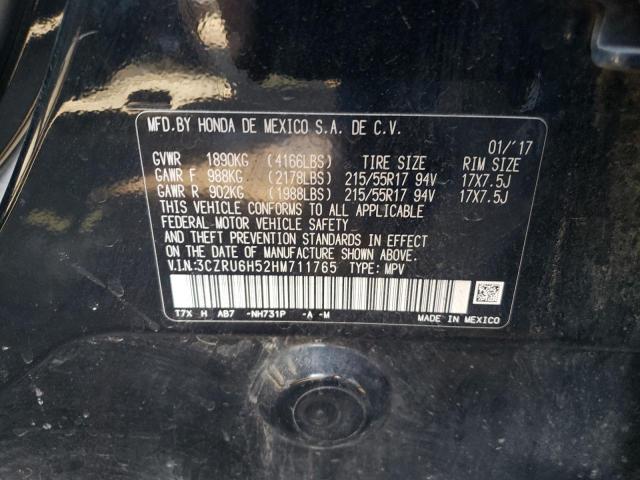 MFD.BY HONDA DE MEXICO S.A. DE C.V.
01/'17
GVWR 1890KG (4166LBS) TIRE SIZE RIM SIZE
GAWR F 988KG (2178LBS) 215/55R17 94V 17X7.5J
GAWR R 902KG (1988LBS) 215/55R17 94V 17X7.5J
THIS VEHICLE CONFORMS TO ALL APPLICABLE
FEDERAL MOTOR VEHICLE SAFETY
AND THEFT PREVENTION STANDARDS IN EFFECT
ON THE DATE OF MANUFACTURE SHOWN ABOVE.
V.I.N:3CZRU6H52HM711765 TYPE: MPV
T7X H AB7 -NH731P -A -M
MADE IN MEXICO